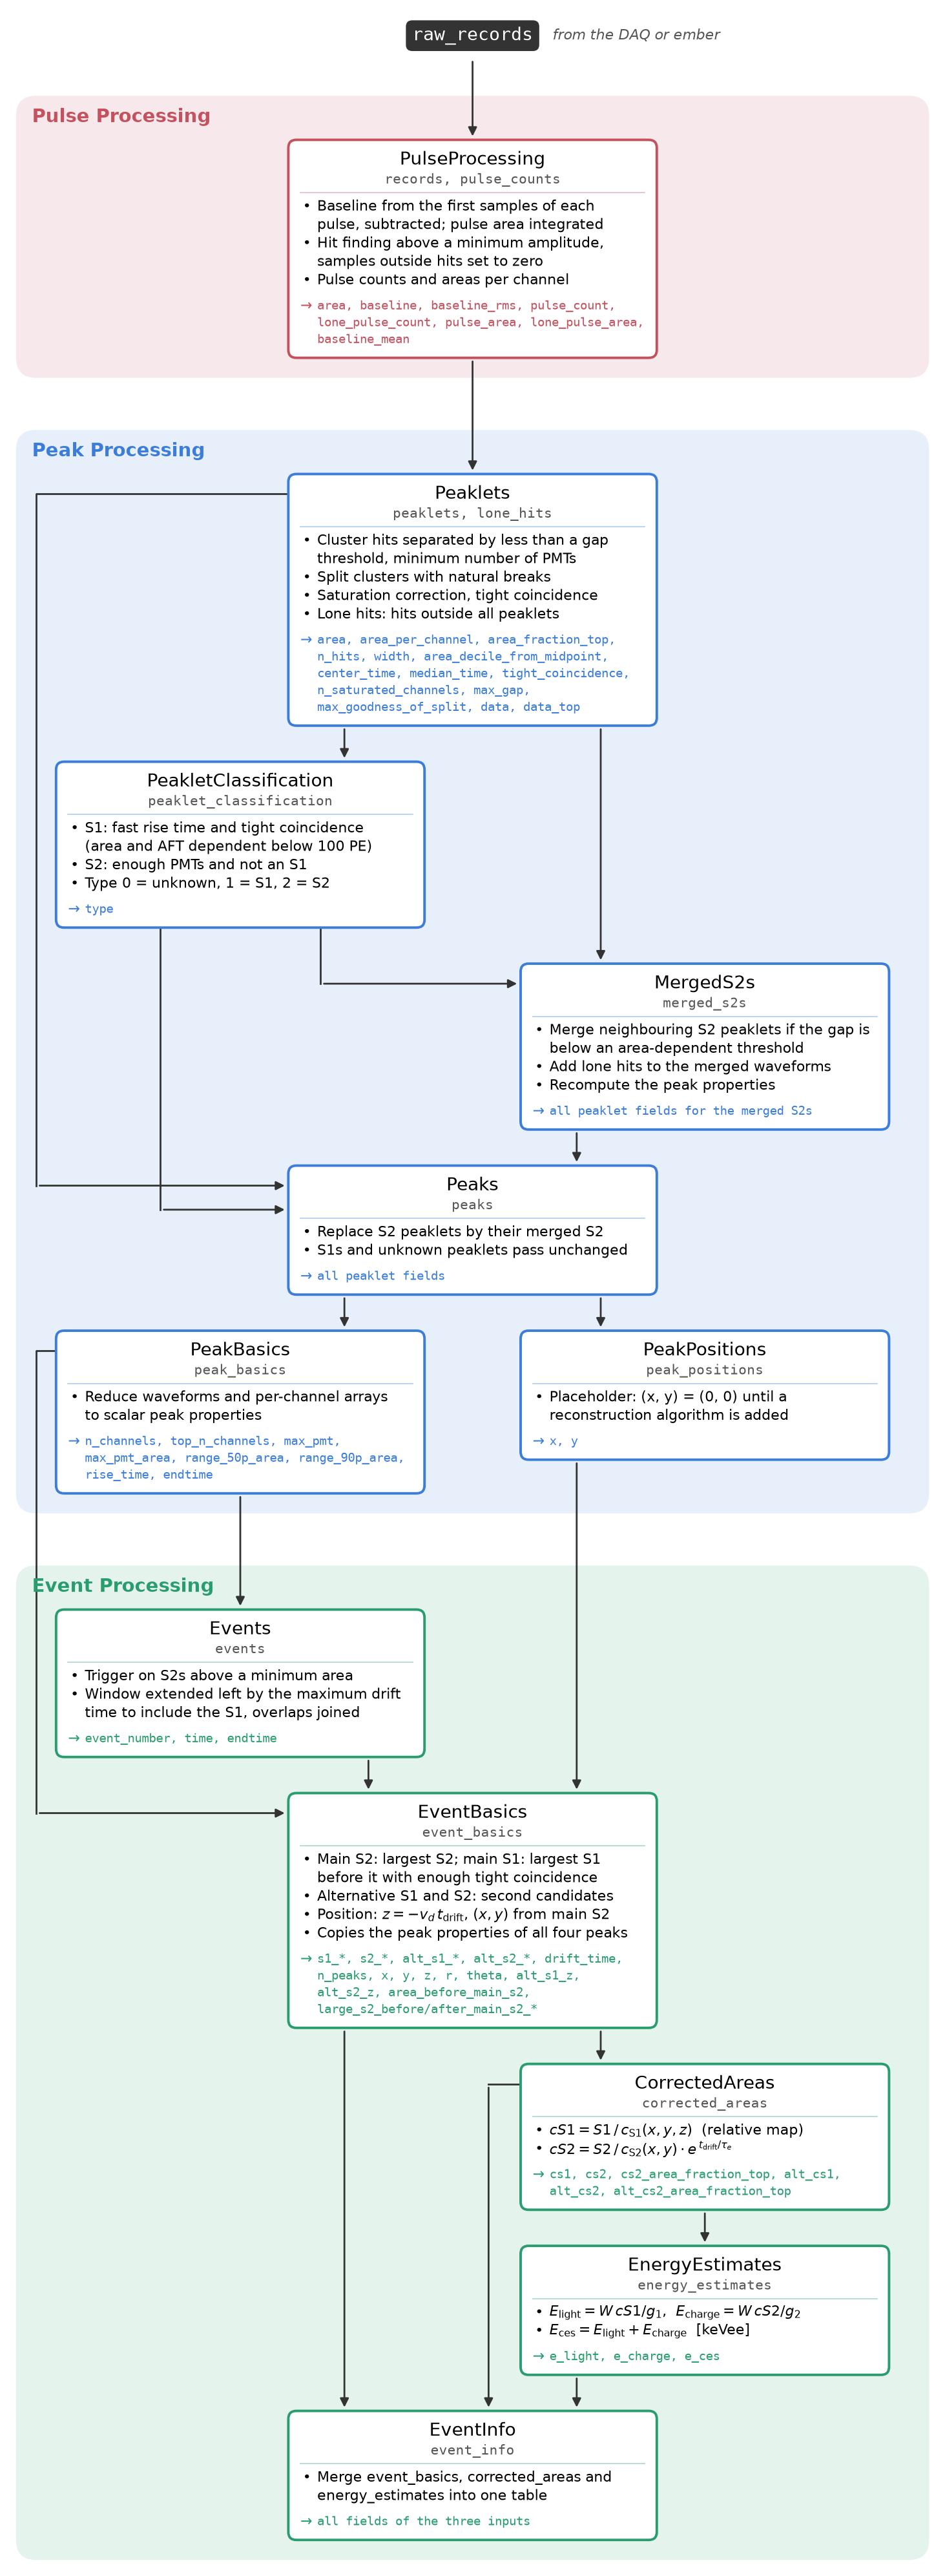 raw_records from the DAQ or ember
Pulse Processing
PulseProcessing
records, pulse_counts
• Baseline from the first samples of each
pulse, subtracted; pulse area integrated
• Hit finding above a minimum amplitude,
samples outside hits set to zero
• Pulse counts and areas per channel
→ area, baseline, baseline_rms, pulse_count,
lone_pulse_count, pulse_area, lone_pulse_area,
baseline_mean
Peak Processing
Peaklets
peaklets, lone_hits
• Cluster hits separated by less than a gap
threshold, minimum number of PMTs
• Split clusters with natural breaks
• Saturation correction, tight coincidence
• Lone hits: hits outside all peaklets
→ area, area_per_channel, area_fraction_top,
n_hits, width, area_decile_from_midpoint,
center_time, median_time, tight_coincidence,
n_saturated_channels, max_gap,
max_goodness_of_split, data, data_top
PeakletClassification
peaklet_classification
• S1: fast rise time and tight coincidence
(area and AFT dependent below 100 PE)
• S2: enough PMTs and not an S1
• Type 0 = unknown, 1 = S1, 2 = S2
→ type
MergedS2s
merged_s2s
• Merge neighbouring S2 peaklets if the gap is
below an area-dependent threshold
• Add lone hits to the merged waveforms
• Recompute the peak properties
→ all peaklet fields for the merged S2s
Peaks
peaks
• Replace S2 peaklets by their merged S2
• S1s and unknown peaklets pass unchanged
→ all peaklet fields
PeakBasics
peak_basics
• Reduce waveforms and per-channel arrays
to scalar peak properties
→ n_channels, top_n_channels, max_pmt,
max_pmt_area, range_50p_area, range_90p_area,
rise_time, endtime
PeakPositions
peak_positions
• Placeholder: (x, y) = (0, 0) until a
reconstruction algorithm is added
→ x, y
Event Processing
Events
events
• Trigger on S2s above a minimum area
• Window extended left by the maximum drift
time to include the S1, overlaps joined
→ event_number, time, endtime
EventBasics
event_basics
• Main S2: largest S2; main S1: largest S1
before it with enough tight coincidence
• Alternative S1 and S2: second candidates
• Position: z = −v_d t_drift, (x, y) from main S2
• Copies the peak properties of all four peaks
→ s1_*, s2_*, alt_s1_*, alt_s2_*, drift_time,
n_peaks, x, y, z, r, theta, alt_s1_z,
alt_s2_z, area_before_main_s2,
large_s2_before/after_main_s2_*
CorrectedAreas
corrected_areas
• cS1 = S1 / c_S1(x, y, z) (relative map)
• cS2 = S2 / c_S2(x, y) · e^(t_drift/τ_e)
→ cs1, cs2, cs2_area_fraction_top, alt_cs1,
alt_cs2, alt_cs2_area_fraction_top
EnergyEstimates
energy_estimates
• E_light = W cS1/g_1, E_charge = W cS2/g_2
• E_ces = E_light + E_charge [keVee]
→ e_light, e_charge, e_ces
EventInfo
event_info
• Merge event_basics, corrected_areas and
energy_estimates into one table
→ all fields of the three inputs